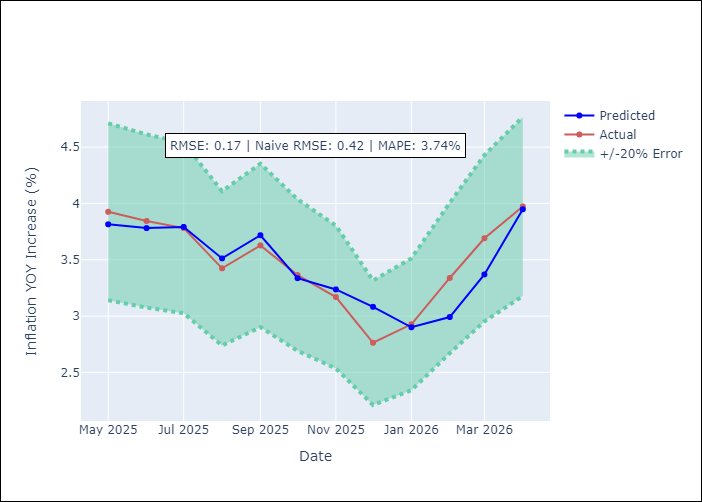 RMSE: 0.17 | Naive RMSE: 0.42 | MAPE: 3.74%
Predicted
Actual
+/-20% Error
Inflation YOY Increase (%)
4.5
4
3.5
3
2.5
May 2025
Jul 2025
Sep 2025
Nov 2025
Jan 2026
Mar 2026
Date